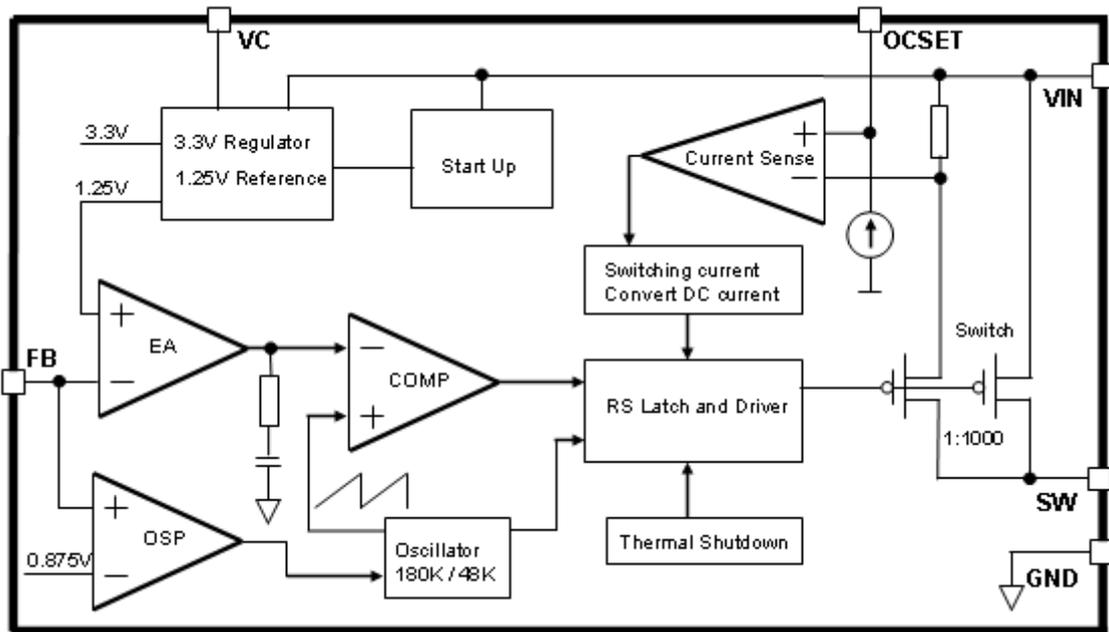 VC
OCSET
VIN
3.3V
3.3V Regulator
1.25V Reference
Start Up
+
Current Sense
−
1.25V
Switching current
Convert DC current
+
EA
−
FB
−
COMP
+
Switch
RS Latch and Driver
1:1000
SW
+
OSP
−
0.875V
Oscillator
180K / 48K
Thermal Shutdown
GND